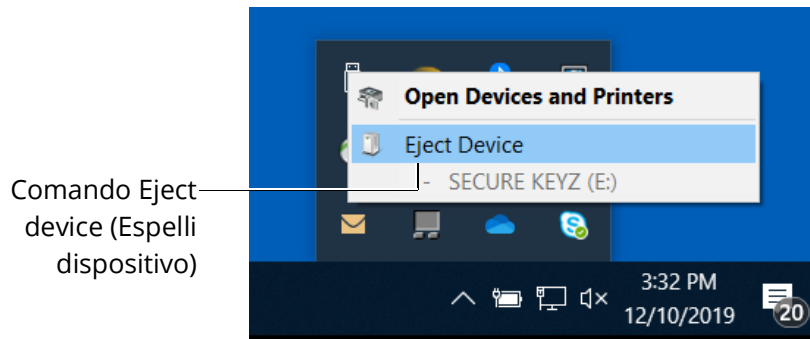 Open Devices and Printers
Eject Device
- SECURE KEYZ (E:)
Comando Eject
device (Espelli
dispositivo)
3:32 PM
12/10/2019
20